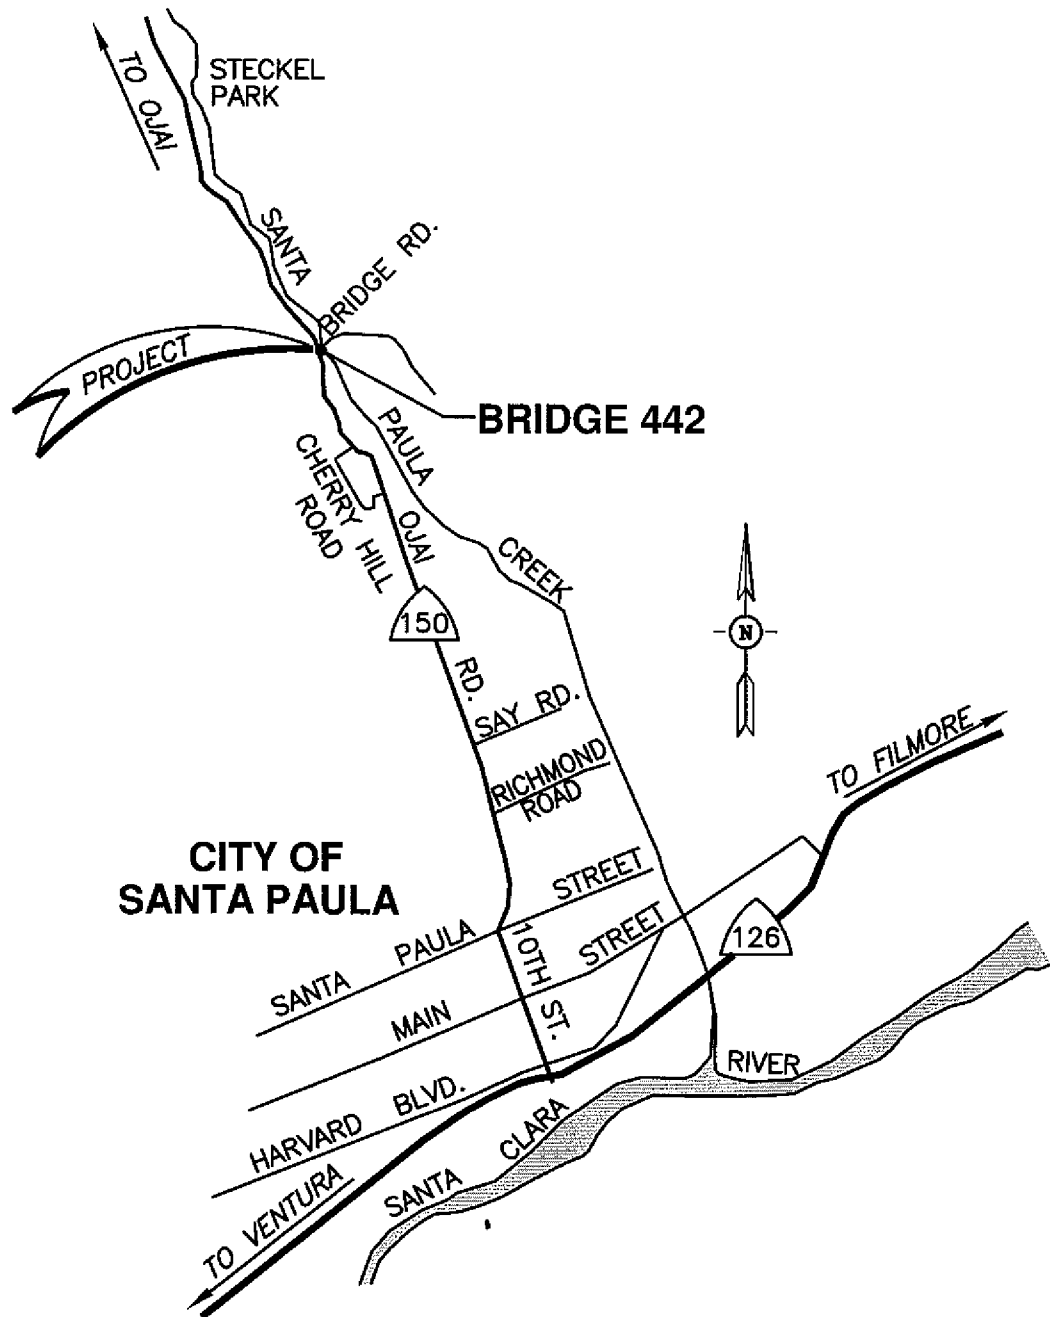 TO OJAI
STECKEL
PARK
SANTA
BRIDGE RD.
PROJECT
BRIDGE 442
PAULA
CHERRY HILL
ROAD
OJAI
CREEK
150
N
RD.
SAY RD.
TO FILMORE
RICHMOND
ROAD
CITY OF
SANTA PAULA
SANTA PAULA STREET
126
10TH ST.
MAIN STREET
RIVER
HARVARD BLVD.
CLARA
SANTA
TO VENTURA